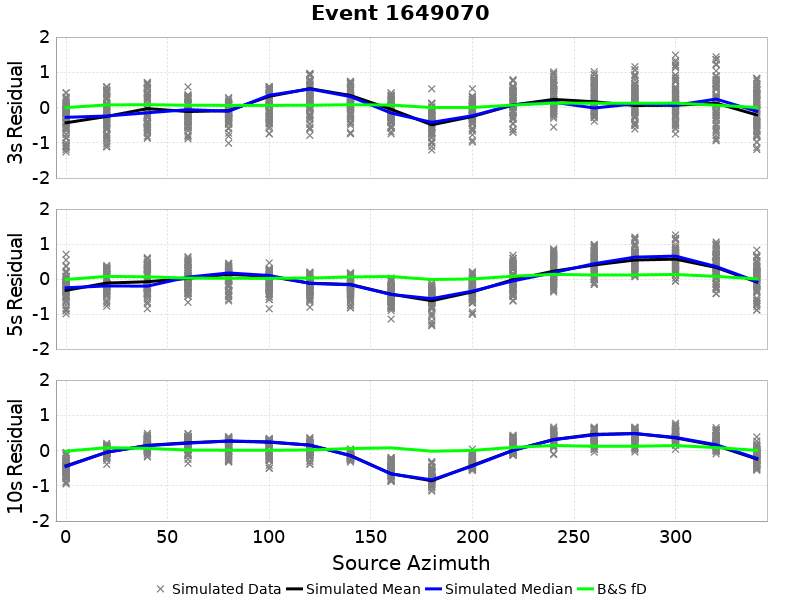 Event 1649070
3s Residual
2
1
0
-1
-2
5s Residual
2
1
0
-1
-2
10s Residual
2
1
0
-1
-2
0 50 100 150 200 250 300
Source Azimuth
Simulated Data Simulated Mean Simulated Median B&S fD